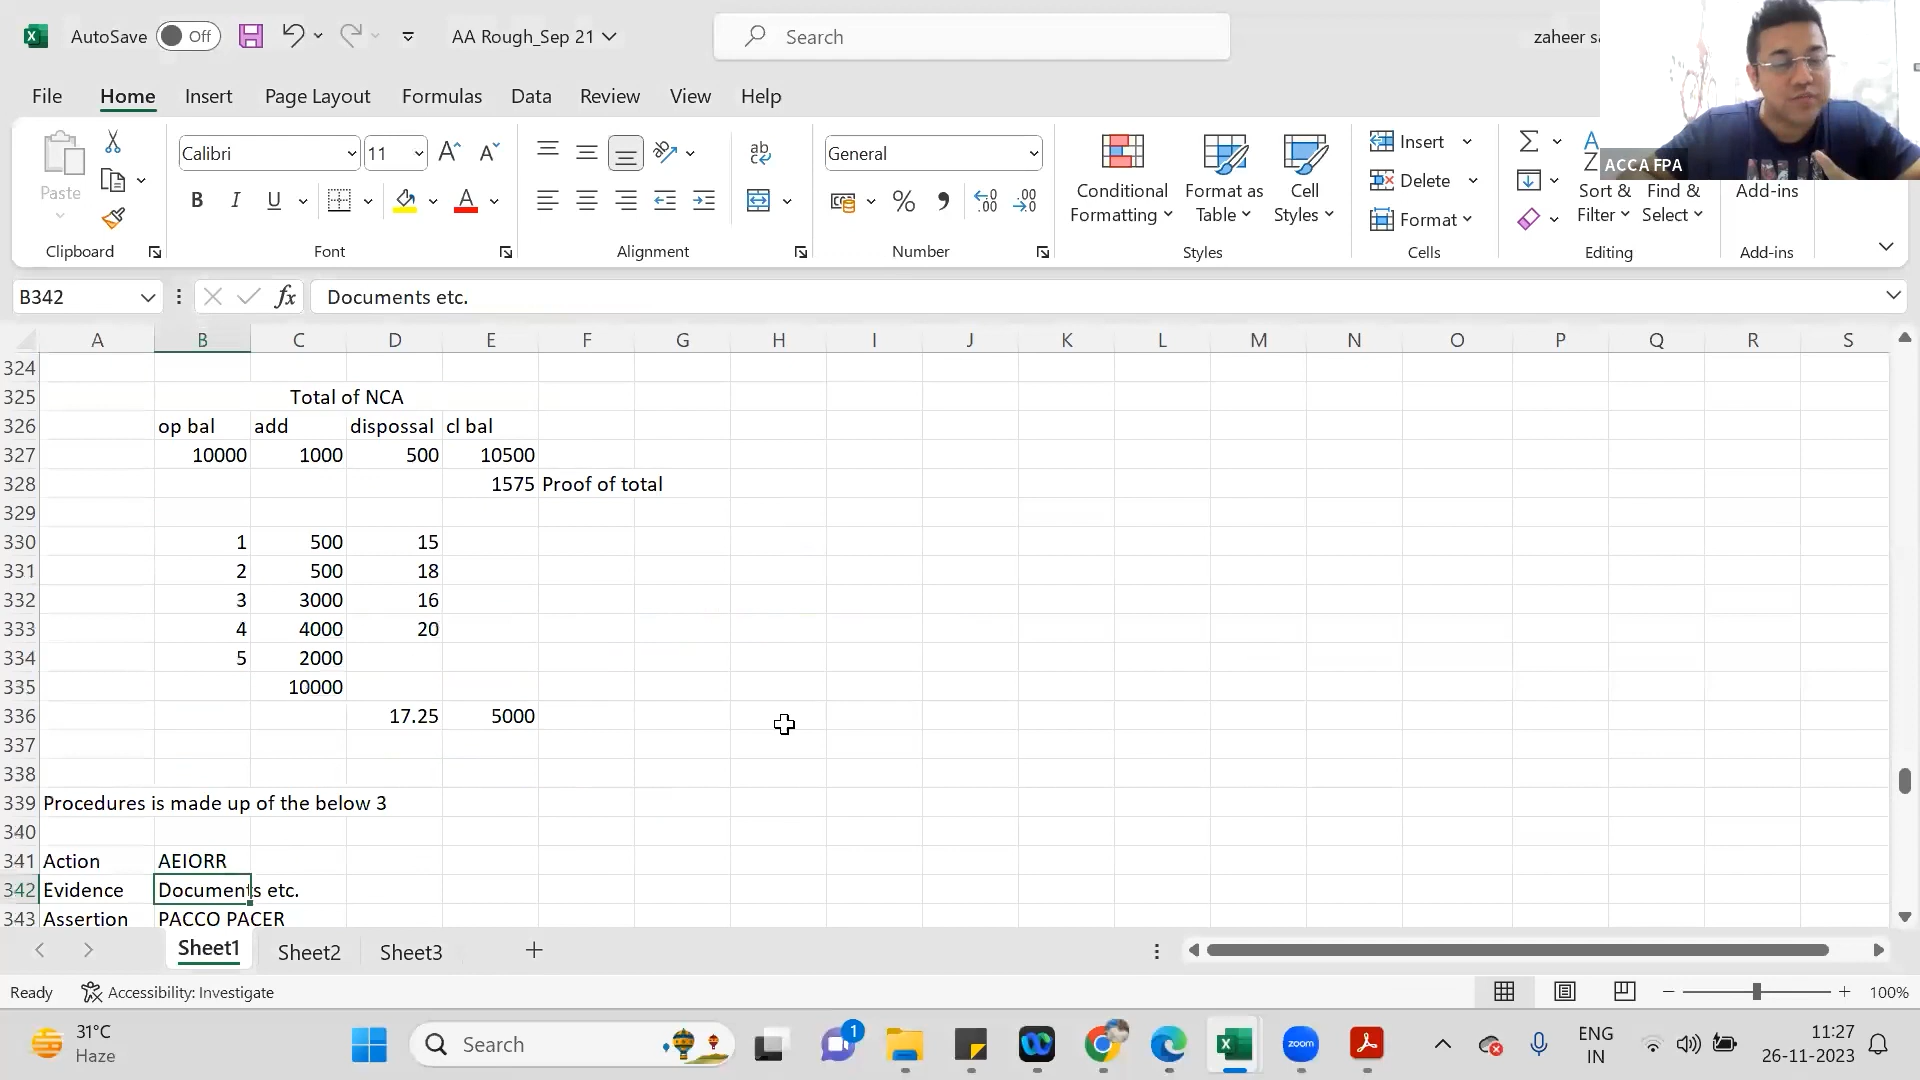 AutoSave Off AA Rough_Sep 21 Search zaheer sa
File Home Insert Page Layout Formulas Data Review View Help
ACCA FPA
Paste
Calibri 11
General
Conditional Formatting
Format as Table
Cell Styles
Insert
Delete
Format
Sort & Filter
Find & Select
Add-ins
Clipboard Font Alignment Number Styles Cells Editing Add-ins
B342 fx Documents etc.
A B C D E F G H I J K L M N O P Q R S
324
325 Total of NCA
326 op bal add dispossal cl bal
327 10000 1000 500 10500
328 1575 Proof of total
329
330 1 500 15
331 2 500 18
332 3 3000 16
333 4 4000 20
334 5 2000
335 10000
336 17.25 5000
337
338
339 Procedures is made up of the below 3
340
341 Action AEIORR
342 Evidence Documents etc.
343 Assertion PACCO PACER
Sheet1 Sheet2 Sheet3
Ready Accessibility: Investigate 100%
31°C
Haze
Search
1
zoom
ENG
IN
11:27
26-11-2023